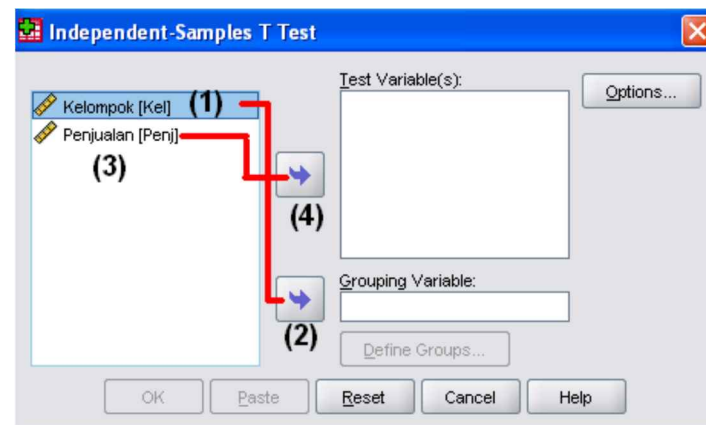 Independent-Samples T Test
Test Variable(s):
Options...
Kelompok [Kel] (1)
Penjualan [Penj]
(3)
(4)
Grouping Variable:
(2)
Define Groups...
OK Paste Reset Cancel Help